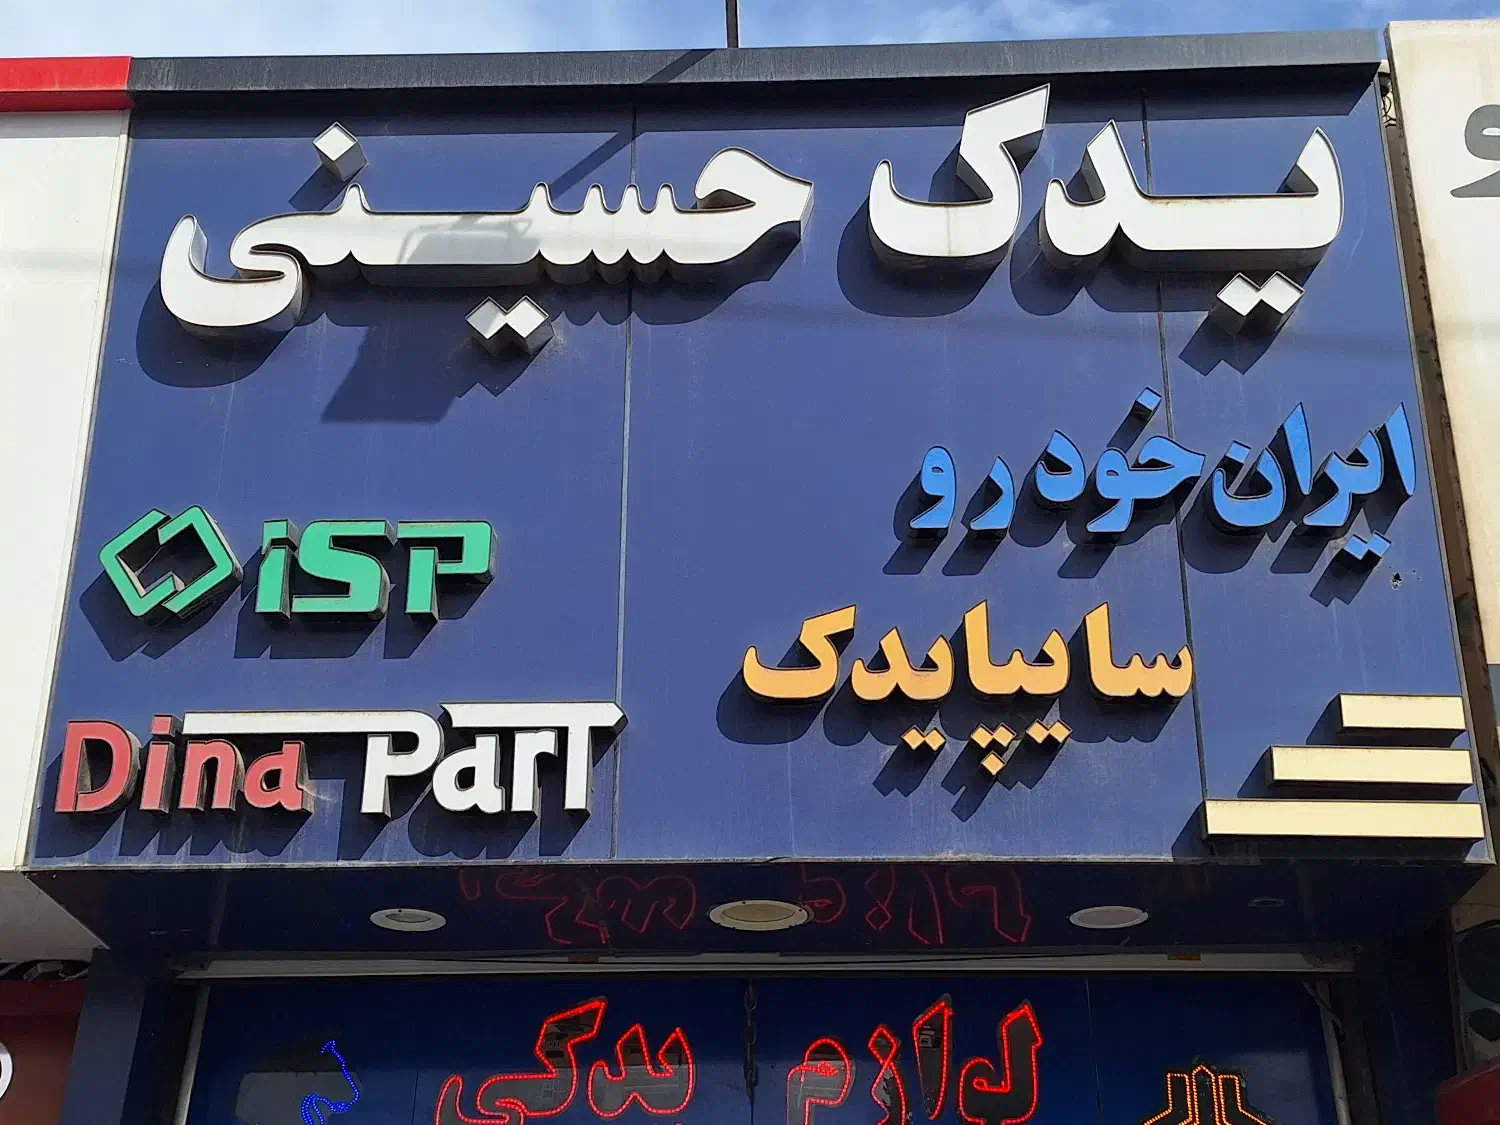 یدک حسینی
ایران خودرو
ISP
سایپا یدک
Dina Part
لوازم یدکی